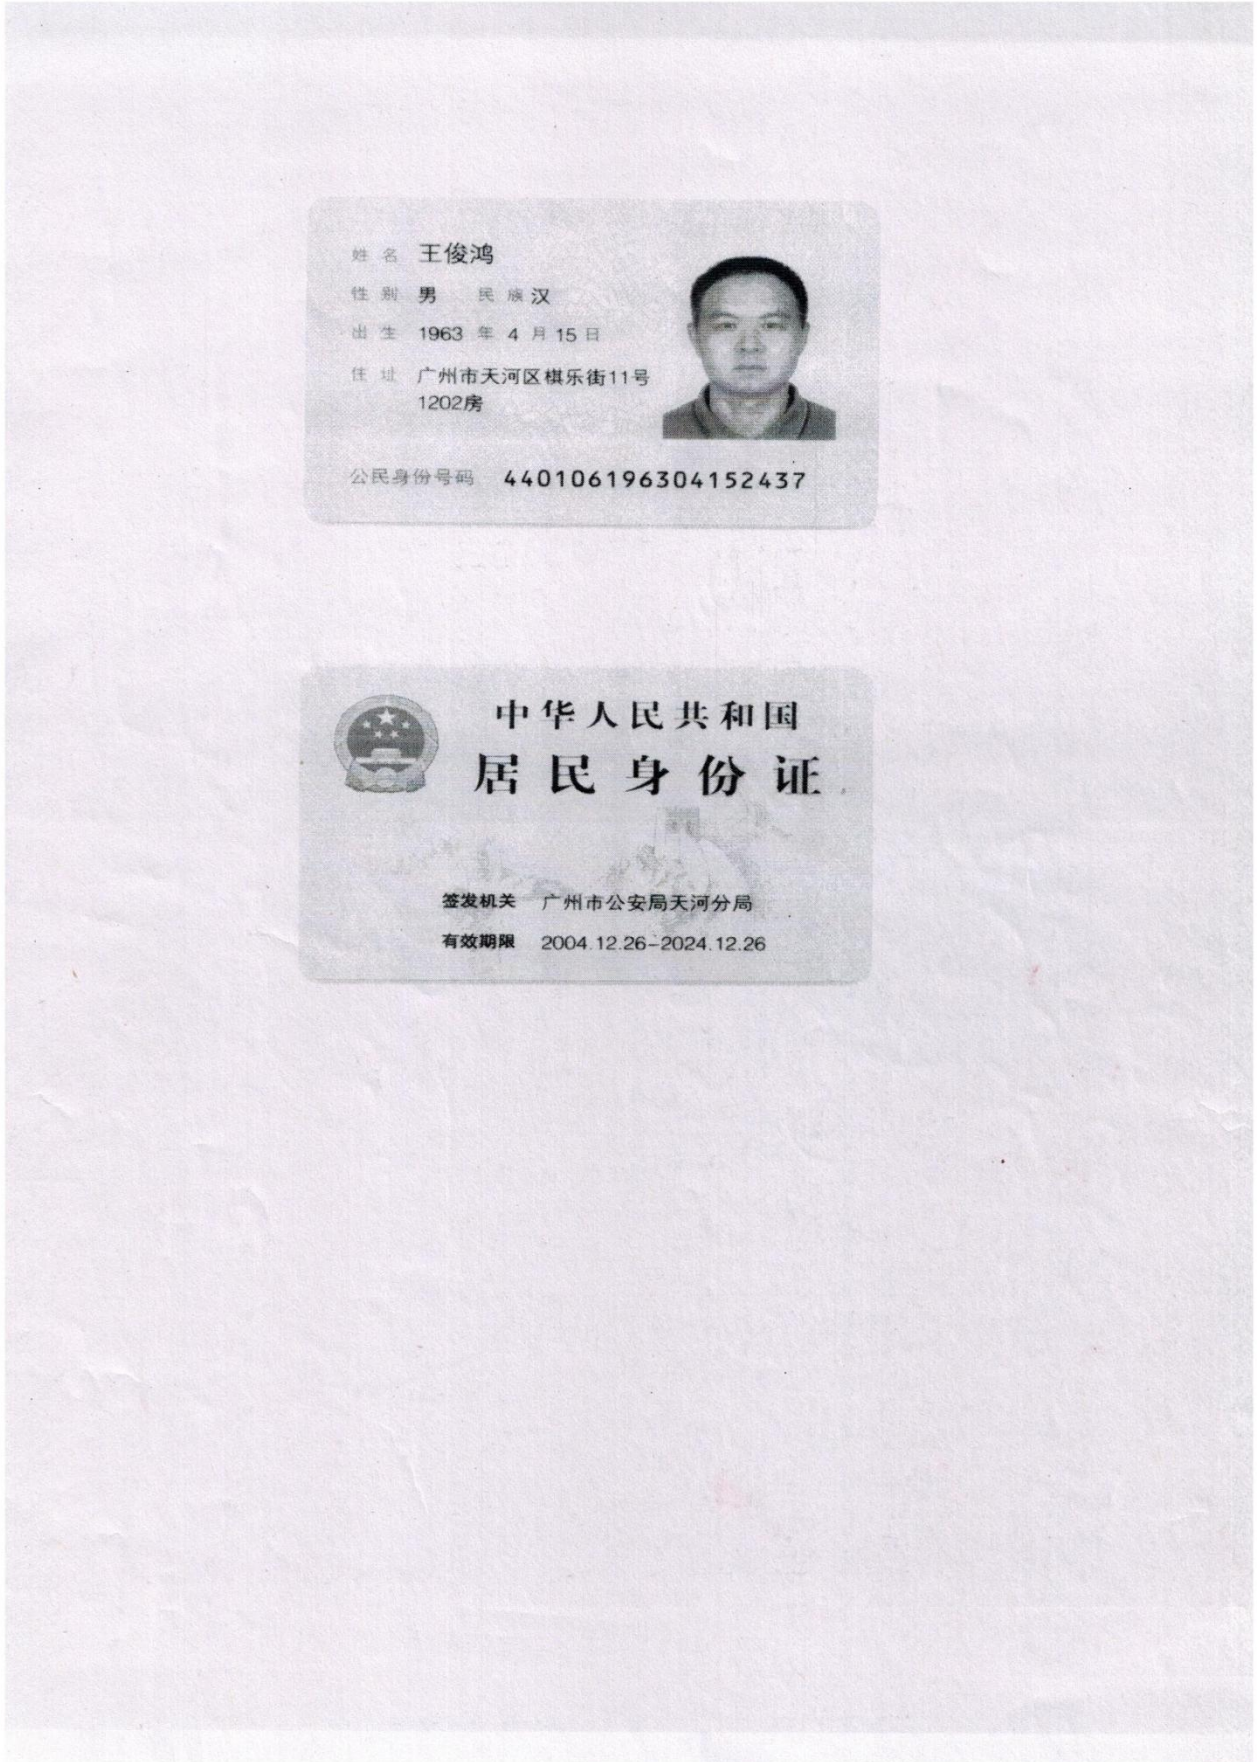 姓名 王俊鸿
性别 男 民族 汉
出生 1963 年 4 月 15 日
住址 广州市天河区棋乐街11号
1202房
公民身份号码 440106196304152437
中华人民共和国
居民身份证
签发机关 广州市公安局天河分局
有效期限 2004.12.26-2024.12.26